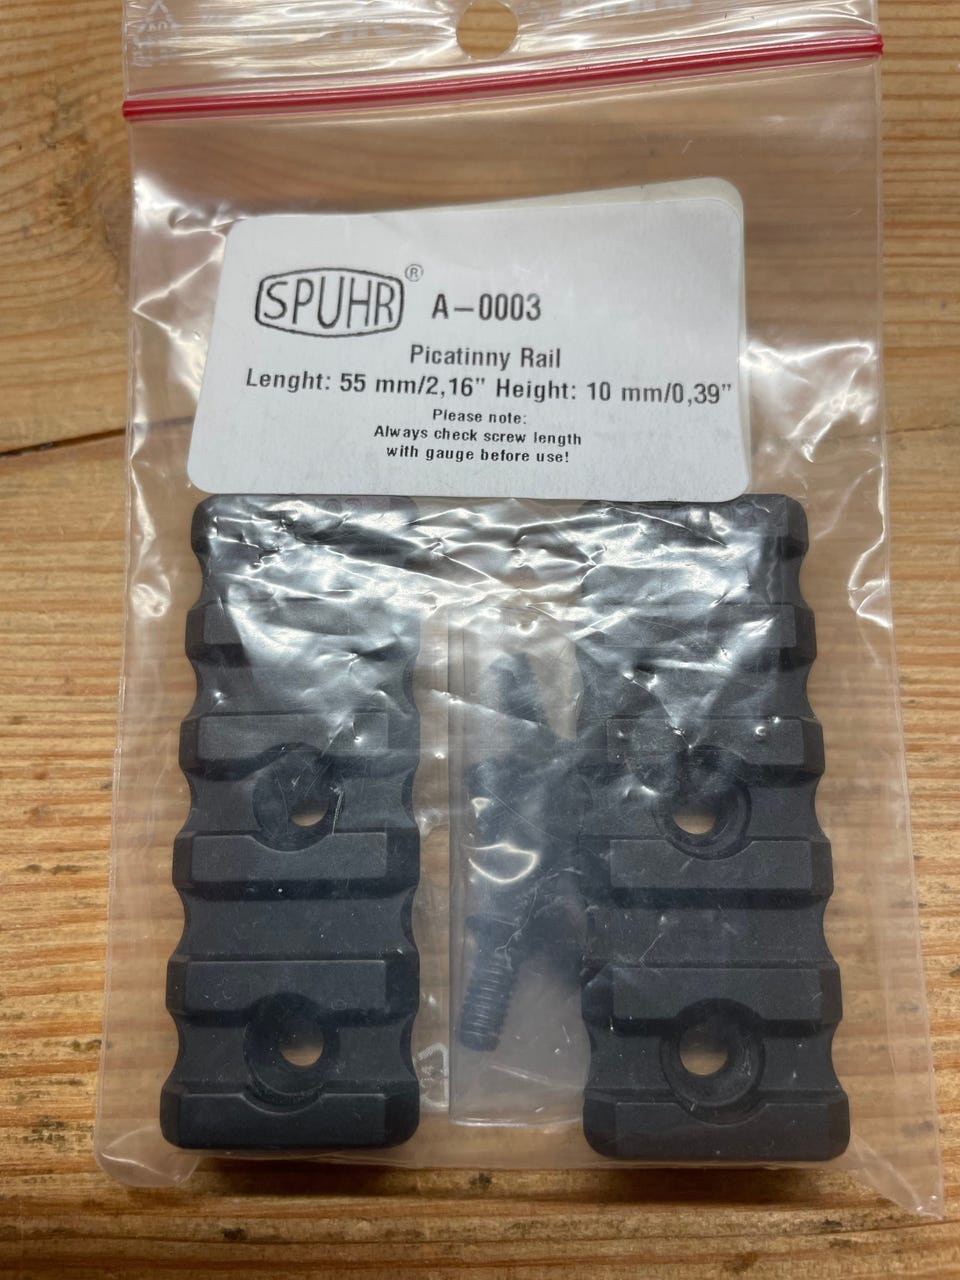 SPUHR® A-0003
Picatinny Rail
Lenght: 55 mm/2,16" Height: 10 mm/0,39"
Please note:
Always check screw length
with gauge before use!